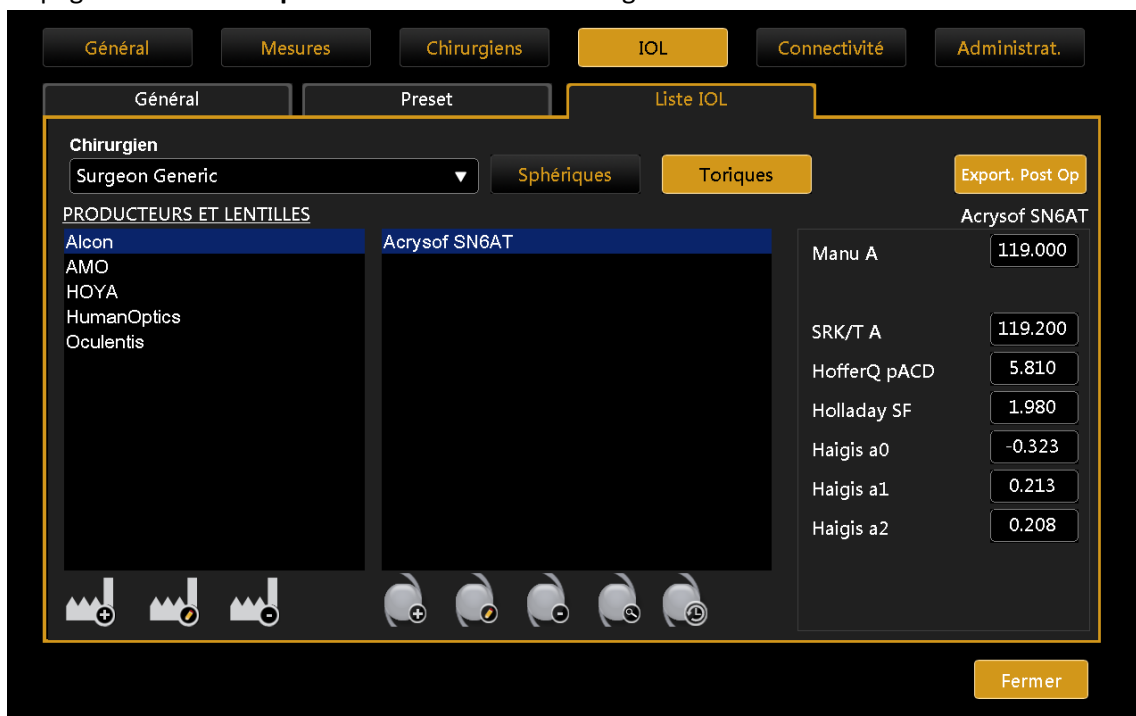 Général Mesures Chirurgiens IOL Connectivité Administrat.
Général Preset Liste IOL
Chirurgien
Surgeon Generic ▼ Sphériques Toriques Export. Post Op
PRODUCTEURS ET LENTILLES Acrysof SN6AT
Alcon
AMO
HOYA
HumanOptics
Oculentis
Acrysof SN6AT
Manu A 119.000
SRK/T A 119.200
HofferQ pACD 5.810
Holladay SF 1.980
Haigis a0 -0.323
Haigis a1 0.213
Haigis a2 0.208
Fermer